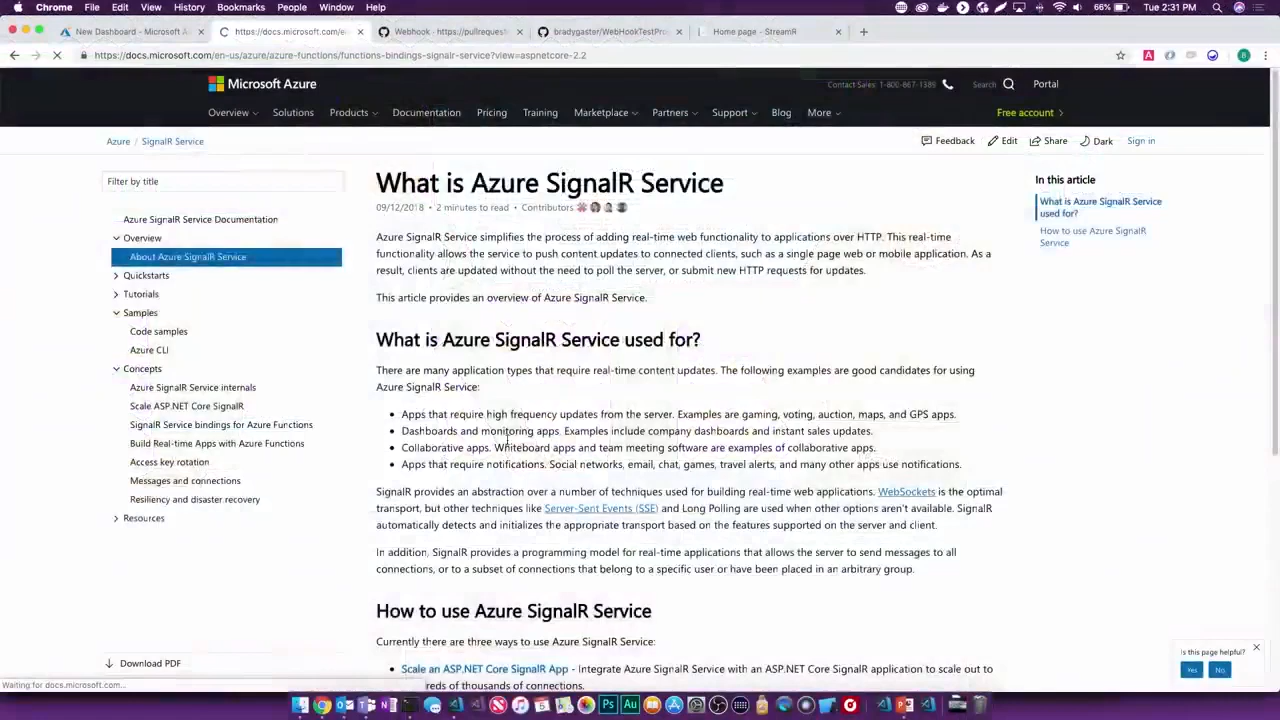 Chrome File Edit View History Bookmarks People Window Help
66% Tue 2:31 PM
New Dashboard - Microsoft A
https://docs.microsoft.com/en
Webhook · https://pullreques
bradygaster/WebHookTestPro
Home page - StreamR
https://docs.microsoft.com/en-us/azure/azure-functions/functions-bindings-signalr-service?view=aspnetcore-2.2
Microsoft Azure
Contact Sales: 1-800-867-1389
Search
Portal
Overview Solutions Products Documentation Pricing Training Marketplace Partners Support Blog More
Free account
Azure / SignalR Service
Feedback Edit Share Dark Sign in
Filter by title
Azure SignalR Service Documentation
Overview
About Azure SignalR Service
Quickstarts
Tutorials
Samples
Code samples
Azure CLI
Concepts
Azure SignalR Service internals
Scale ASP.NET Core SignalR
SignalR Service bindings for Azure Functions
Build Real-time Apps with Azure Functions
Access key rotation
Messages and connections
Resiliency and disaster recovery
Resources
Download PDF
What is Azure SignalR Service
09/12/2018 • 2 minutes to read • Contributors
Azure SignalR Service simplifies the process of adding real-time web functionality to applications over HTTP. This real-time
functionality allows the service to push content updates to connected clients, such as a single page web or mobile application. As a
result, clients are updated without the need to poll the server, or submit new HTTP requests for updates.
This article provides an overview of Azure SignalR Service.
What is Azure SignalR Service used for?
There are many application types that require real-time content updates. The following examples are good candidates for using
Azure SignalR Service:
• Apps that require high frequency updates from the server. Examples are gaming, voting, auction, maps, and GPS apps.
• Dashboards and monitoring apps. Examples include company dashboards and instant sales updates.
• Collaborative apps. Whiteboard apps and team meeting software are examples of collaborative apps.
• Apps that require notifications. Social networks, email, chat, games, travel alerts, and many other apps use notifications.
SignalR provides an abstraction over a number of techniques used for building real-time web applications. WebSockets is the optimal
transport, but other techniques like Server-Sent Events (SSE) and Long Polling are used when other options aren't available. SignalR
automatically detects and initializes the appropriate transport based on the features supported on the server and client.
In addition, SignalR provides a programming model for real-time applications that allows the server to send messages to all
connections, or to a subset of connections that belong to a specific user or have been placed in an arbitrary group.
How to use Azure SignalR Service
Currently there are three ways to use Azure SignalR Service:
• Scale an ASP.NET Core SignalR App - Integrate Azure SignalR Service with an ASP.NET Core SignalR application to scale out to
reds of thousands of connections.
In this article
What is Azure SignalR Service
used for?
How to use Azure SignalR
Service
Is this page helpful?
Yes No
Waiting for docs.microsoft.com...
Ps Au